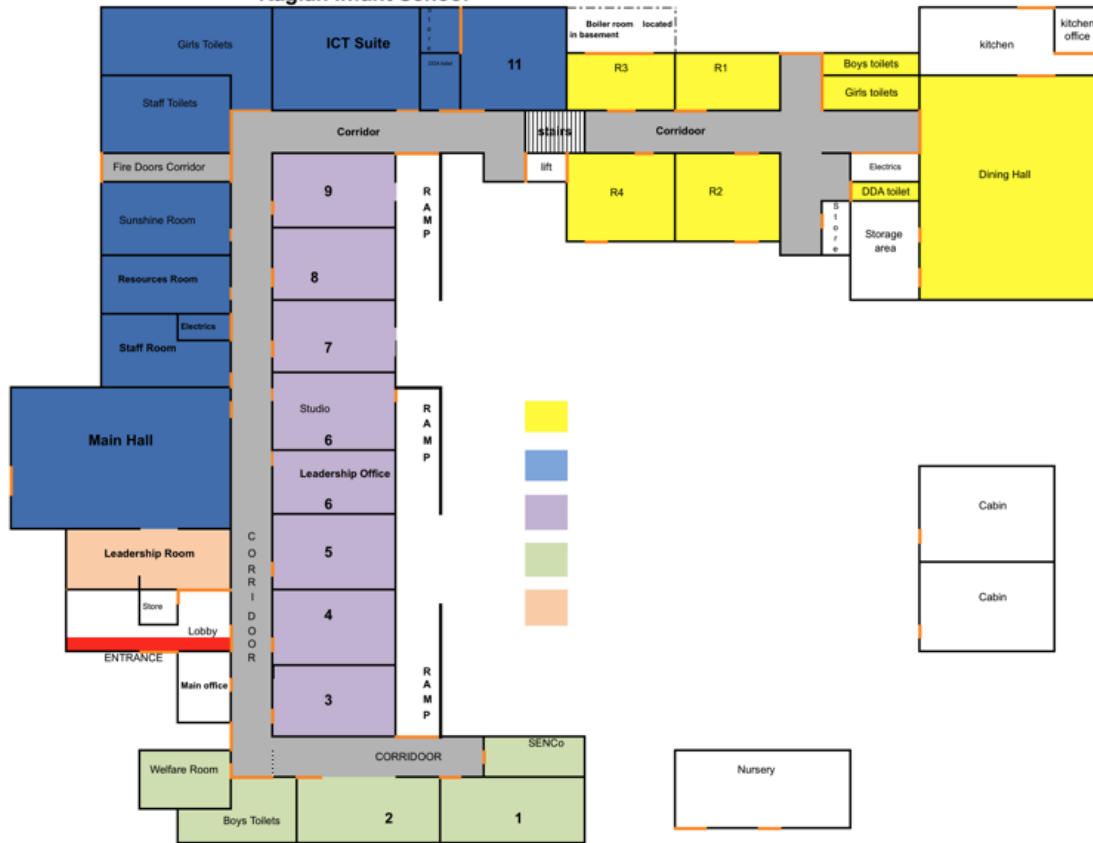 Raglan Infant School
Girls Toilets
ICT Suite
Store
DDA toilet
11
Boiler room located
in basement
R3
R1
Boys toilets
Girls toilets
kitchen
kitchen
office
Staff Toilets
Corridor
stairs
Corridoor
Fire Doors Corridor
lift
R4
R2
Electrics
DDA toilet
Store
Storage
area
Dining Hall
Sunshine Room
9
RAMP
Resources Room
8
Electrics
Staff Room
7
Main Hall
Studio
6
RAMP
Leadership Office
6
Leadership Room
CORRIDOOR
5
Cabin
Store
Lobby
4
Cabin
ENTRANCE
Main office
3
RAMP
CORRIDOOR
SENCo
Welfare Room
Nursery
Boys Toilets
2
1